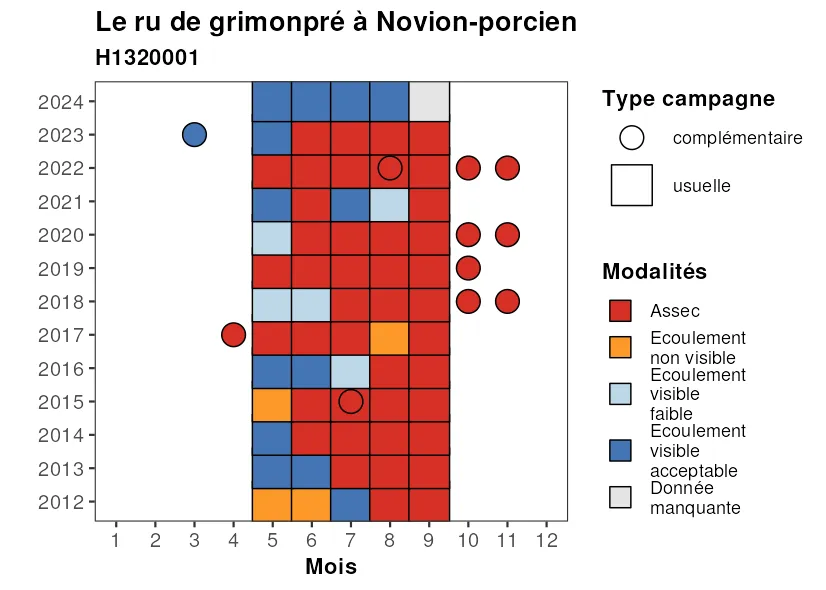 Le ru de grimonpré à Novion-porcien
H1320001
2024
2023
2022
2021
2020
2019
2018
2017
2016
2015
2014
2013
2012
1 2 3 4 5 6 7 8 9 10 11 12
Mois
Type campagne
complémentaire
usuelle
Modalités
Assec
Ecoulement
non visible
Ecoulement
visible
faible
Ecoulement
visible
acceptable
Donnée
manquante